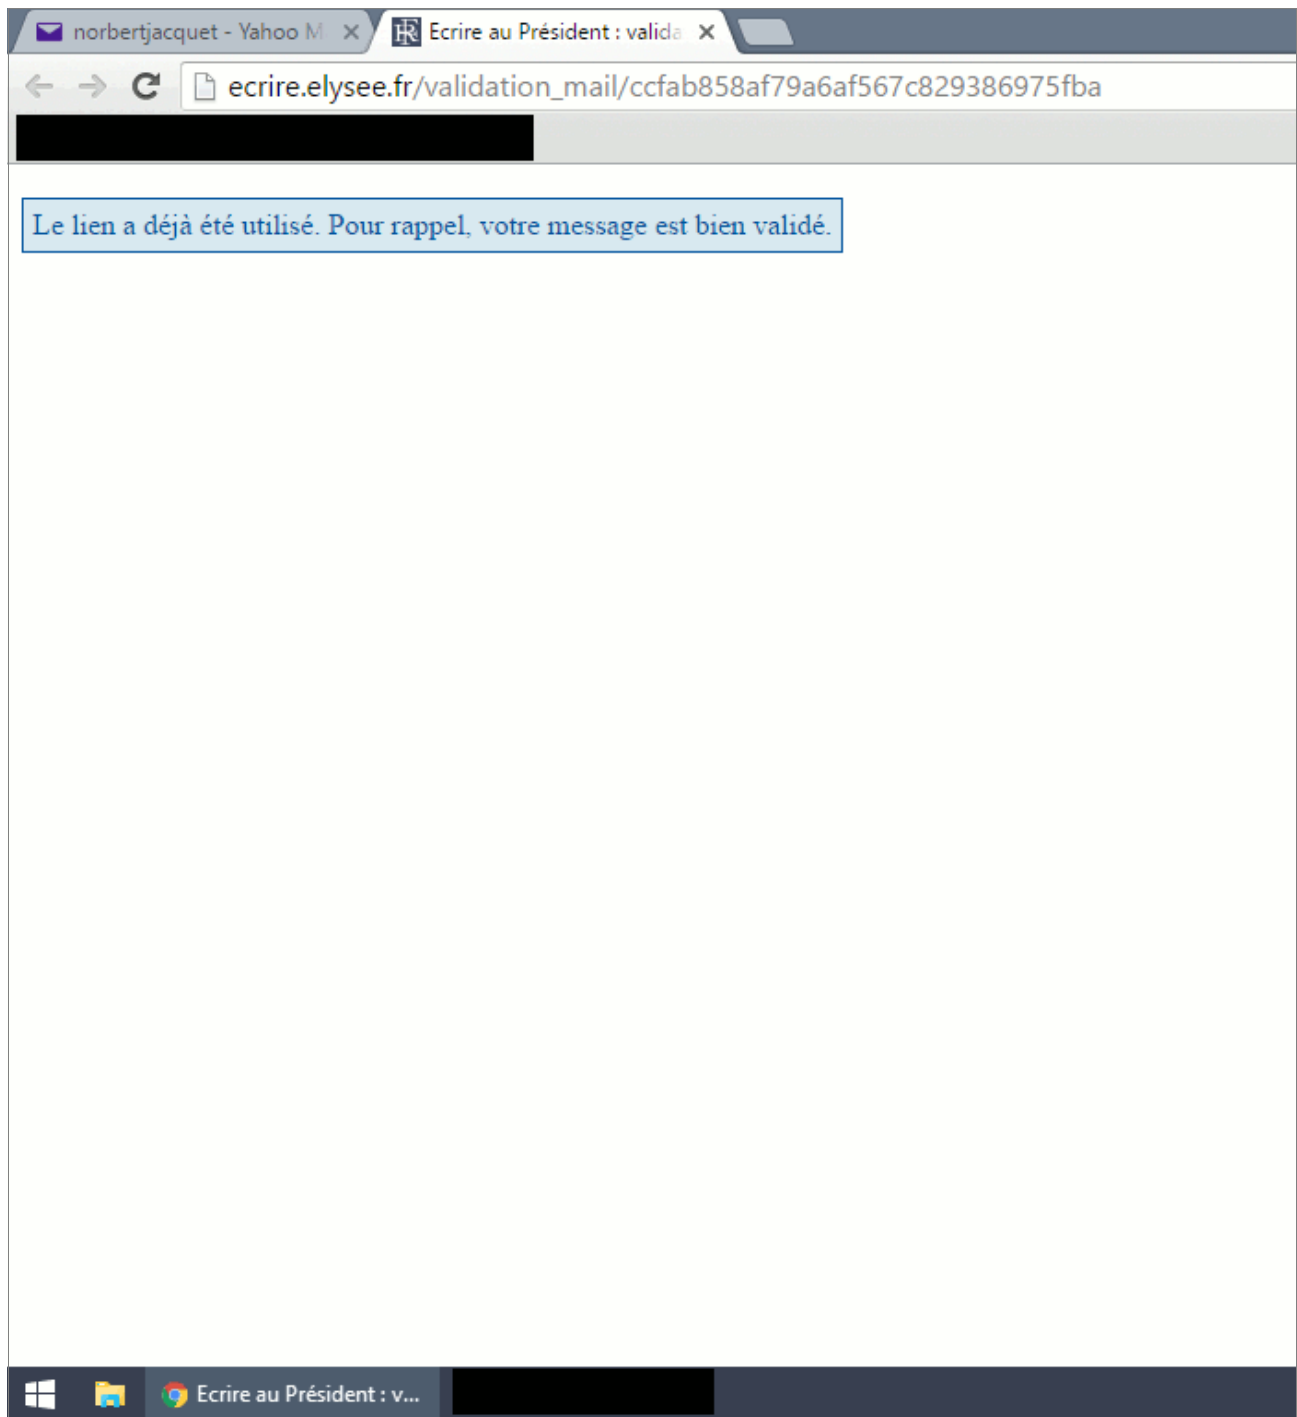 norbertjacquet - Yahoo M
Ecrire au Président : valida
ecrire.elysee.fr/validation_mail/ccfab858af79a6af567c829386975fba
Le lien a déjà été utilisé. Pour rappel, votre message est bien validé.
Ecrire au Président : v...